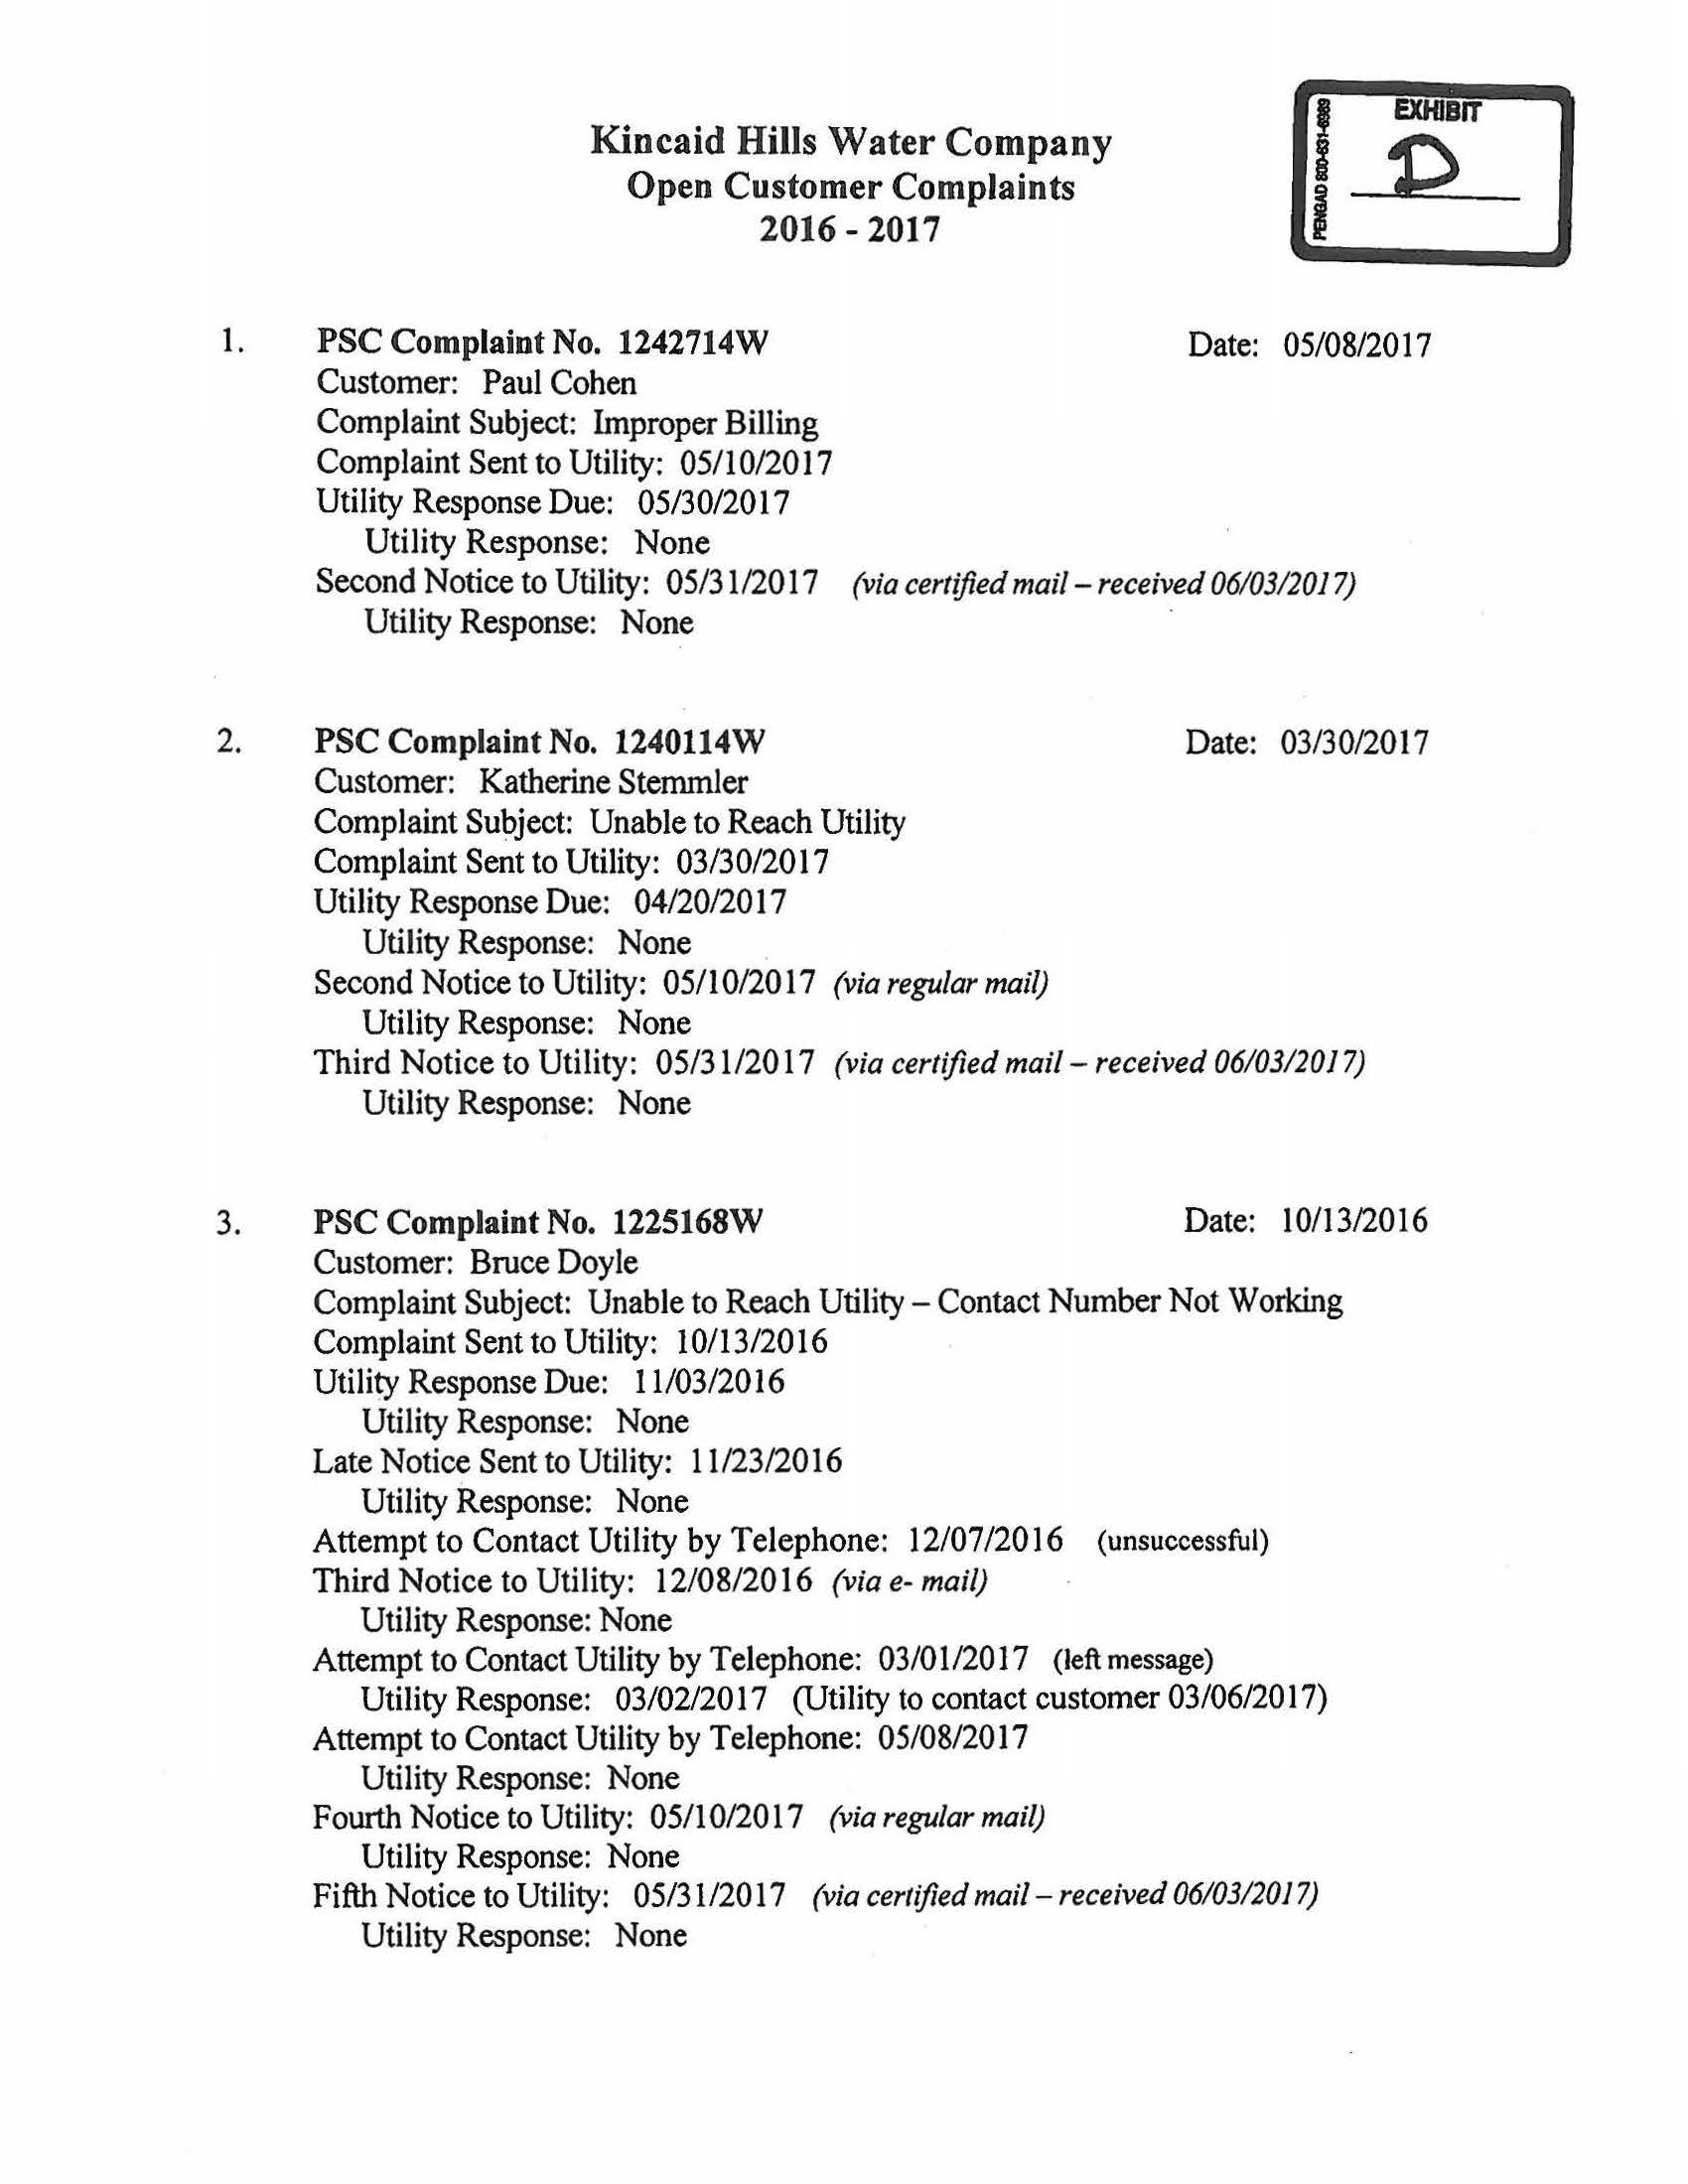 Kincaid Hills Water Company
Open Customer Complaints
2016 - 2017
EXHIBIT
D
PENGAD 800-631-6989
1. PSC Complaint No. 1242714W Date: 05/08/2017
Customer: Paul Cohen
Complaint Subject: Improper Billing
Complaint Sent to Utility: 05/10/2017
Utility Response Due: 05/30/2017
Utility Response: None
Second Notice to Utility: 05/31/2017 (via certified mail – received 06/03/2017)
Utility Response: None
2. PSC Complaint No. 1240114W Date: 03/30/2017
Customer: Katherine Stemmler
Complaint Subject: Unable to Reach Utility
Complaint Sent to Utility: 03/30/2017
Utility Response Due: 04/20/2017
Utility Response: None
Second Notice to Utility: 05/10/2017 (via regular mail)
Utility Response: None
Third Notice to Utility: 05/31/2017 (via certified mail – received 06/03/2017)
Utility Response: None
3. PSC Complaint No. 1225168W Date: 10/13/2016
Customer: Bruce Doyle
Complaint Subject: Unable to Reach Utility – Contact Number Not Working
Complaint Sent to Utility: 10/13/2016
Utility Response Due: 11/03/2016
Utility Response: None
Late Notice Sent to Utility: 11/23/2016
Utility Response: None
Attempt to Contact Utility by Telephone: 12/07/2016 (unsuccessful)
Third Notice to Utility: 12/08/2016 (via e- mail)
Utility Response: None
Attempt to Contact Utility by Telephone: 03/01/2017 (left message)
Utility Response: 03/02/2017 (Utility to contact customer 03/06/2017)
Attempt to Contact Utility by Telephone: 05/08/2017
Utility Response: None
Fourth Notice to Utility: 05/10/2017 (via regular mail)
Utility Response: None
Fifth Notice to Utility: 05/31/2017 (via certified mail – received 06/03/2017)
Utility Response: None